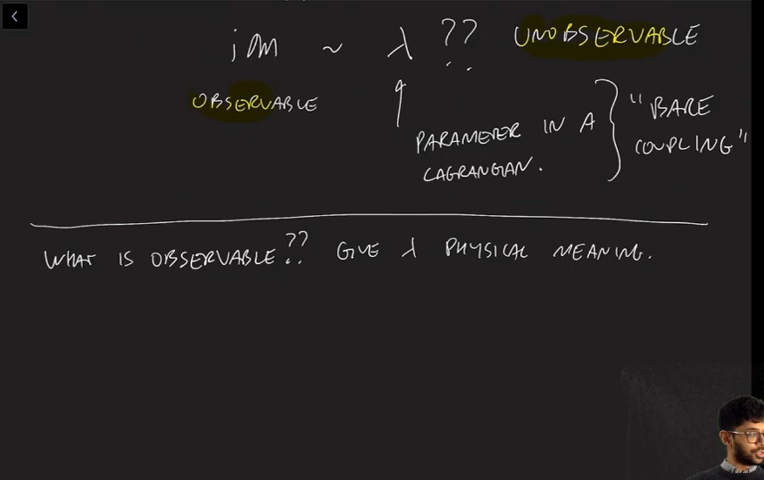 iM ~ λ ?? UNOBSERVABLE
OBSERVABLE
PARAMETER IN A
LAGRANGIAN.
"BARE
COUPLING"
WHAT IS OBSERVABLE?? GIVE λ PHYSICAL MEANING.